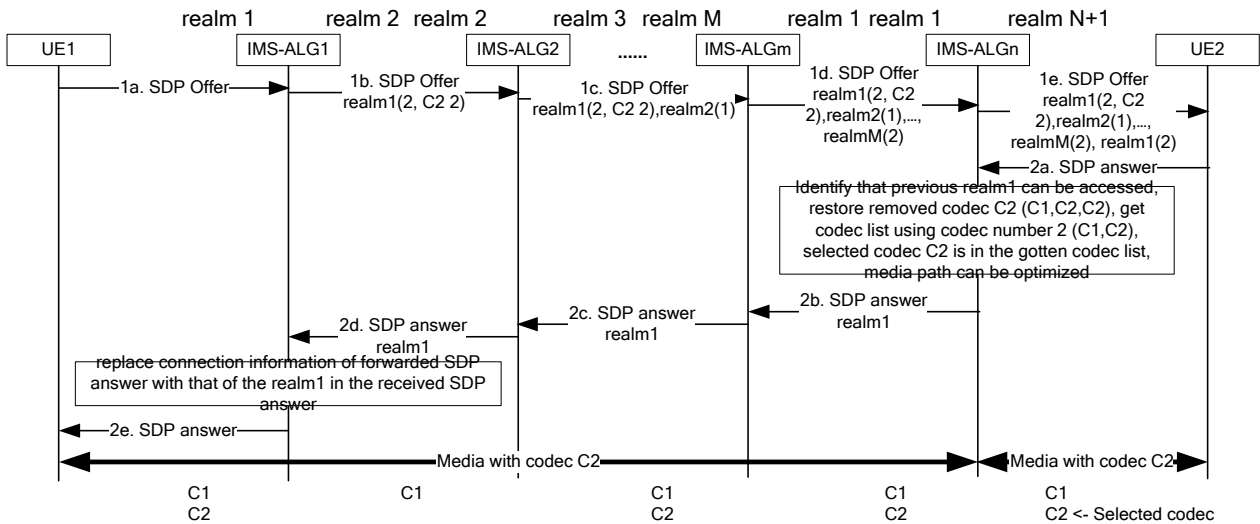 realm 1 realm 2 realm 2 realm 3 realm M realm 1 realm 1 realm N+1
UE1 IMS-ALG1 IMS-ALG2 ...... IMS-ALGm IMS-ALGn UE2
1a. SDP Offer
1b. SDP Offer
realm1(2, C2 2)
1c. SDP Offer
realm1(2, C2 2),realm2(1)
1d. SDP Offer
realm1(2, C2
2),realm2(1),...,
realmM(2)
1e. SDP Offer
realm1(2, C2
2),realm2(1),...,
realmM(2), realm1(2)
2a. SDP answer
Identify that previous realm1 can be accessed,
restore removed codec C2 (C1,C2,C2), get
codec list using codec number 2 (C1,C2),
selected codec C2 is in the gotten codec list,
media path can be optimized
2b. SDP answer
realm1
2c. SDP answer
realm1
2d. SDP answer
realm1
replace connection information of forwarded SDP
answer with that of the realm1 in the received SDP
answer
2e. SDP answer
Media with codec C2 Media with codec C2
C1 C1 C1 C1 C1
C2 C2 C2 C2 <- Selected codec